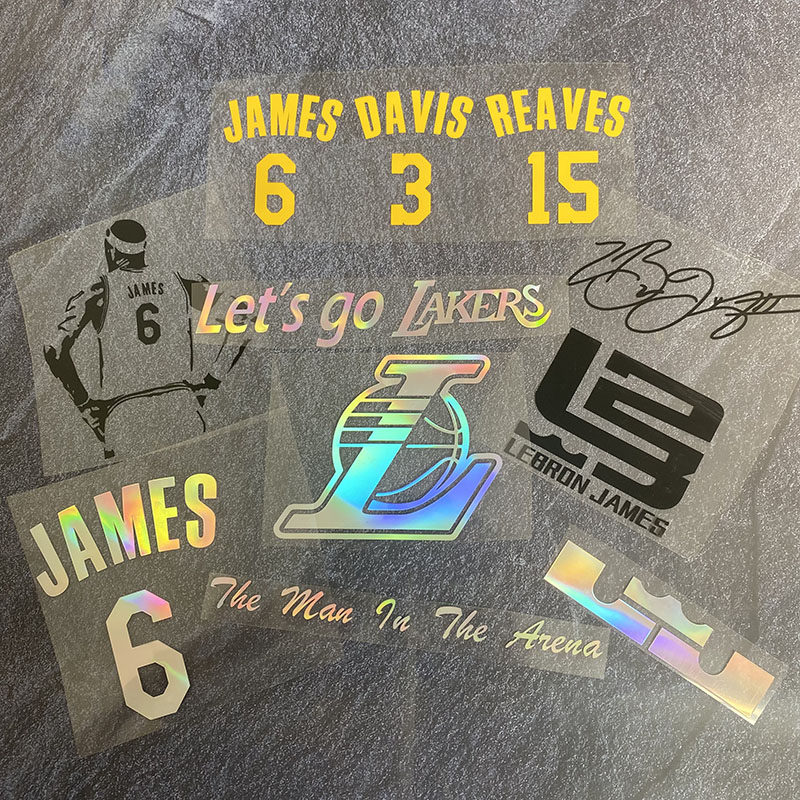 JAMES DAVIS REAVES
6 3 15
JAMES
6
Let's go LAKERS
L
L23
LEBRON JAMES
JAMES
6
The Man In The Arena